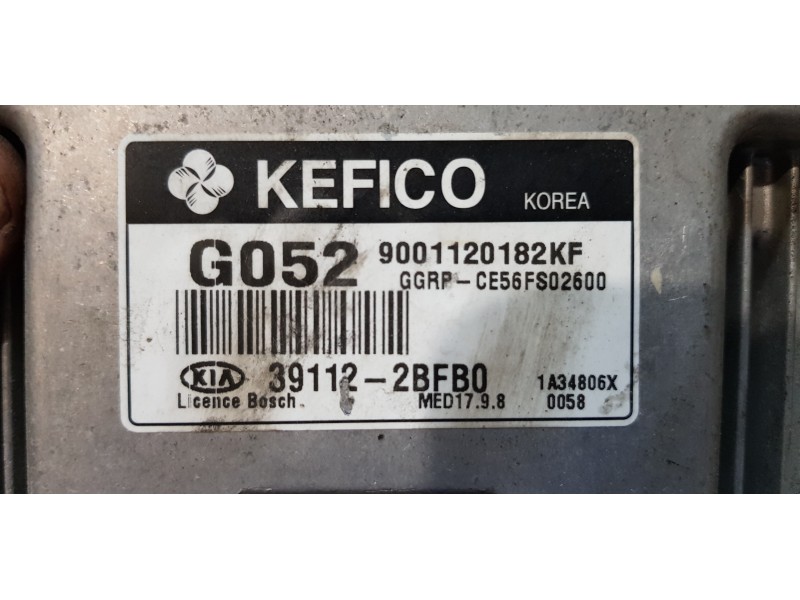 KEFICO KOREA
G052 9001120182KF
GGRP-CE56FS02600
KIA 39112-2BFB0 1A34806X
Licence Bosch MED17.9.8 0058